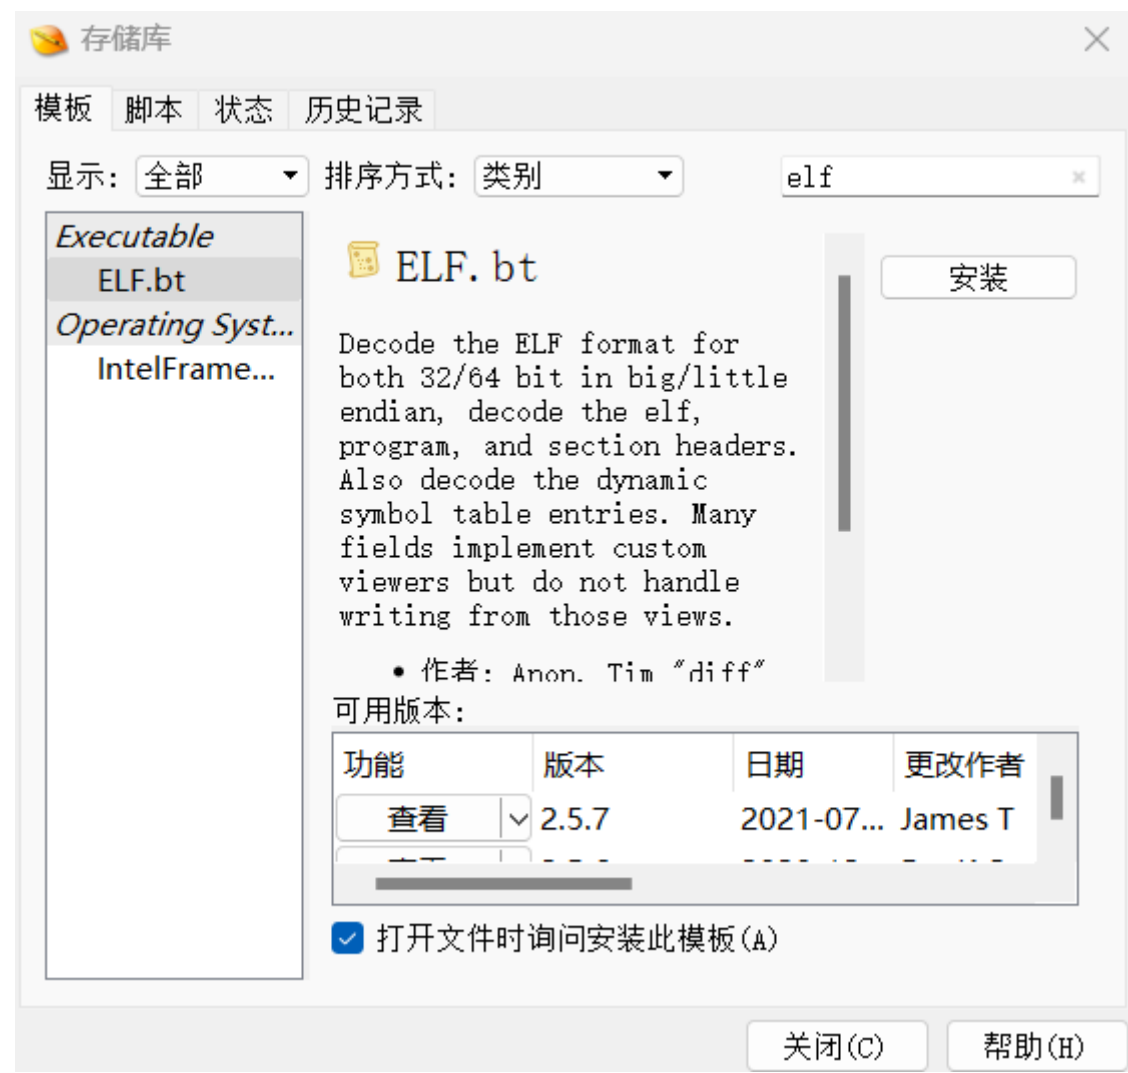 存储库
模板 脚本 状态 历史记录
显示: 全部 排序方式: 类别 elf
Executable
ELF.bt
Operating Syst...
IntelFrame...
ELF.bt
安装
Decode the ELF format for
both 32/64 bit in big/little
endian, decode the elf,
program, and section headers.
Also decode the dynamic
symbol table entries. Many
fields implement custom
viewers but do not handle
writing from those views.
• 作者: Anon, Tim "diff"
可用版本:
功能 版本 日期 更改作者
查看 2.5.7 2021-07... James T
打开文件时询问安装此模板(A)
关闭(C) 帮助(H)